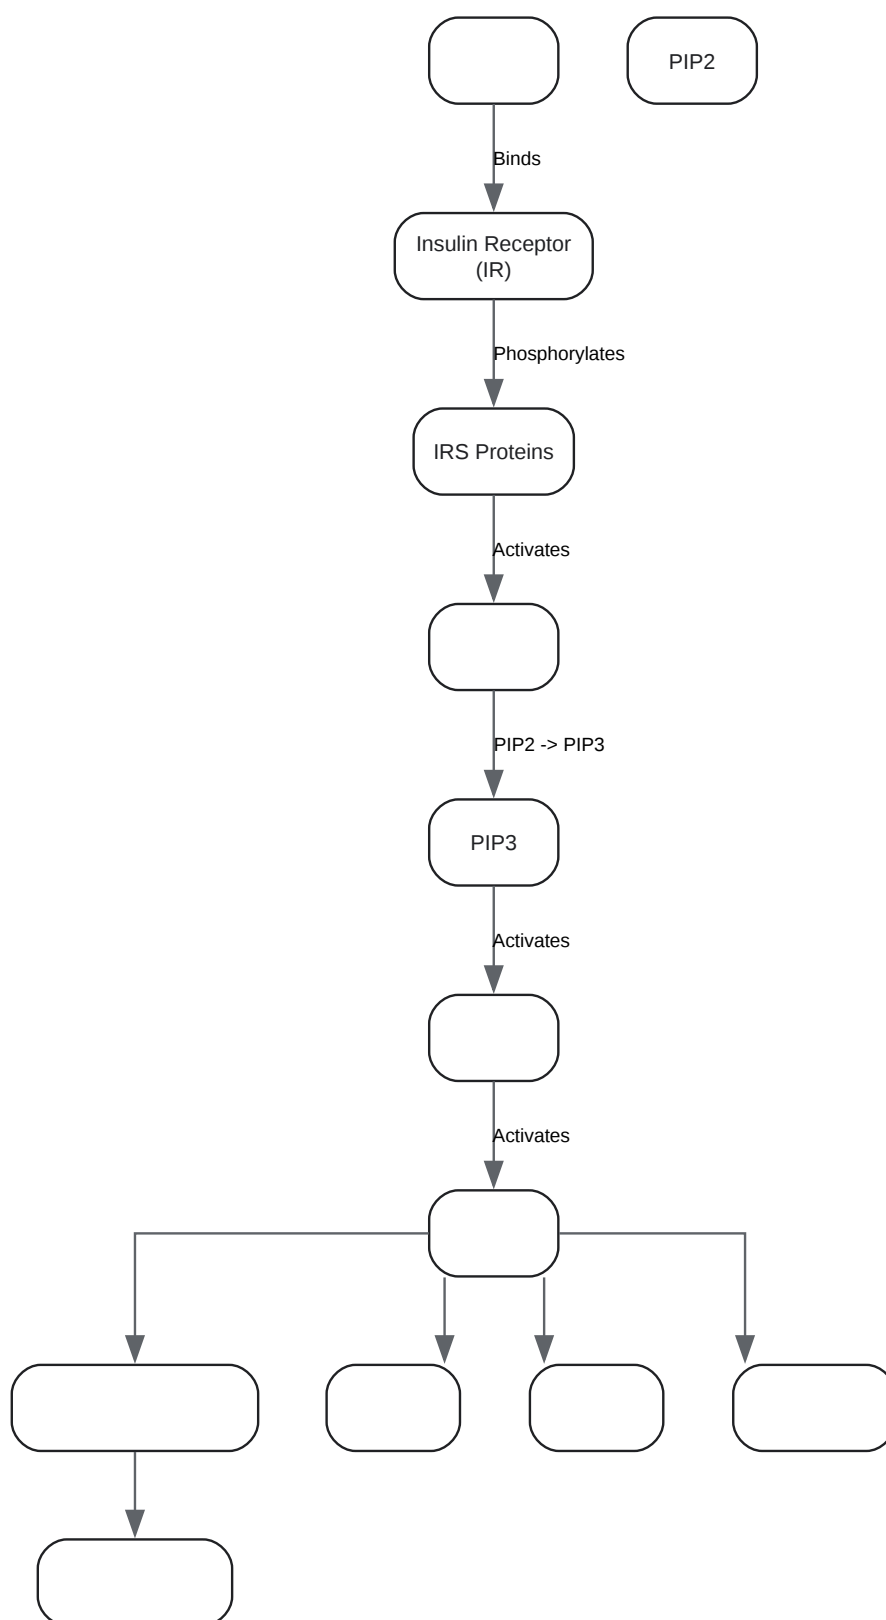 PIP2
Binds
Insulin Receptor
(IR)
Phosphorylates
IRS Proteins
Activates
PIP2 -> PIP3
PIP3
Activates
Activates